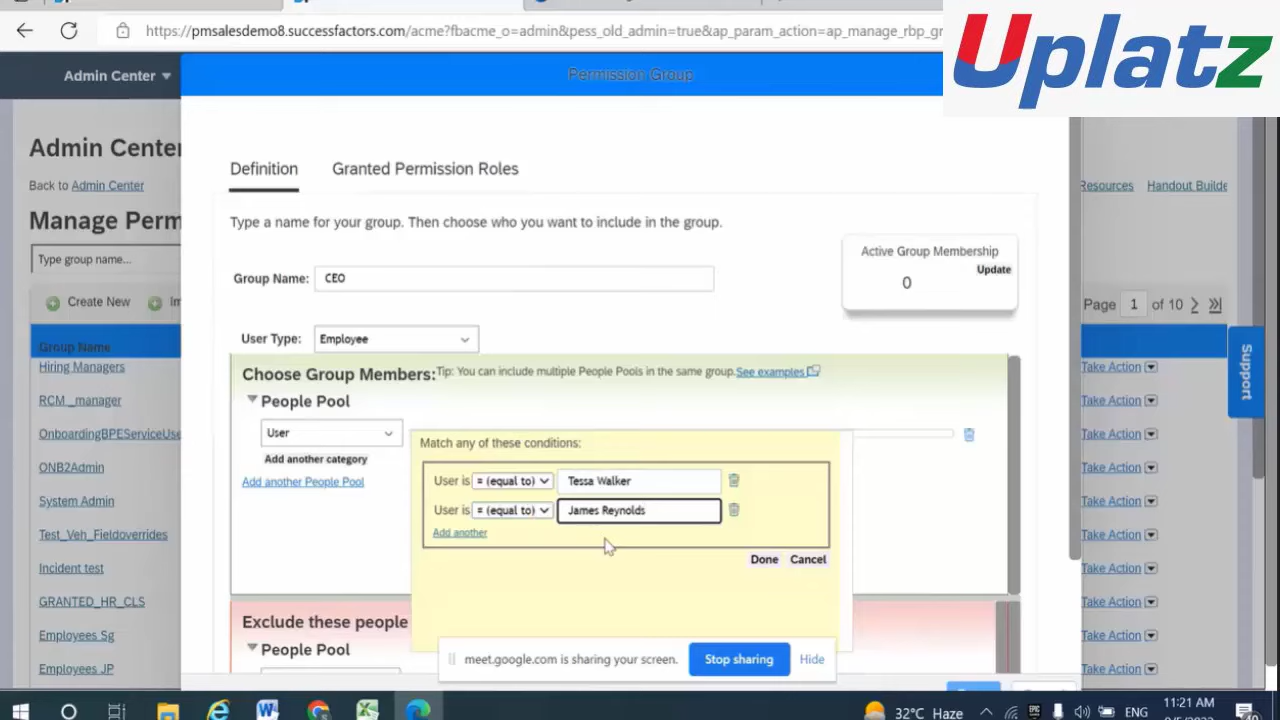 https://pmsalesdemo8.successfactors.com/acme?fbacme_o=admin&pess_old_admin=true&ap_param_action=ap_manage_rbp_gr
Uplatz
Admin Center
Permission Group
Admin Center
Back to Admin Center
Resources
Handout Builde
Manage Perm
Type group name...
Create New
Im
Page 1 of 10
Definition
Granted Permission Roles
Type a name for your group. Then choose who you want to include in the group.
Active Group Membership
Update
0
Group Name: CEO
User Type: Employee
Choose Group Members: Tip: You can include multiple People Pools in the same group. See examples
People Pool
User
Add another category
Add another People Pool
Match any of these conditions:
User is = (equal to) Tessa Walker
User is = (equal to) James Reynolds
Add another
Done Cancel
Exclude these people
People Pool
Group Name
Hiring Managers
Take Action
RCM_manager
Take Action
OnboardingBPEServiceUse
Take Action
ONB2Admin
Take Action
System Admin
Take Action
Test_Veh_Fieldoverrides
Take Action
Incident test
Take Action
GRANTED_HR_CLS
Take Action
Employees Sg
Take Action
Employees JP
Take Action
Support
meet.google.com is sharing your screen.
Stop sharing
Hide
32°C Haze
ENG
11:21 AM